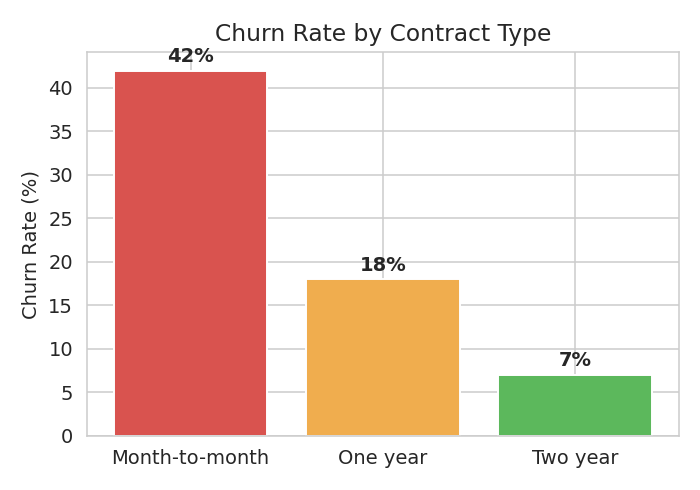 Churn Rate by Contract Type
42%
40
35
30
25
20
15
10
5
0
Churn Rate (%)
18%
7%
Month-to-month
One year
Two year